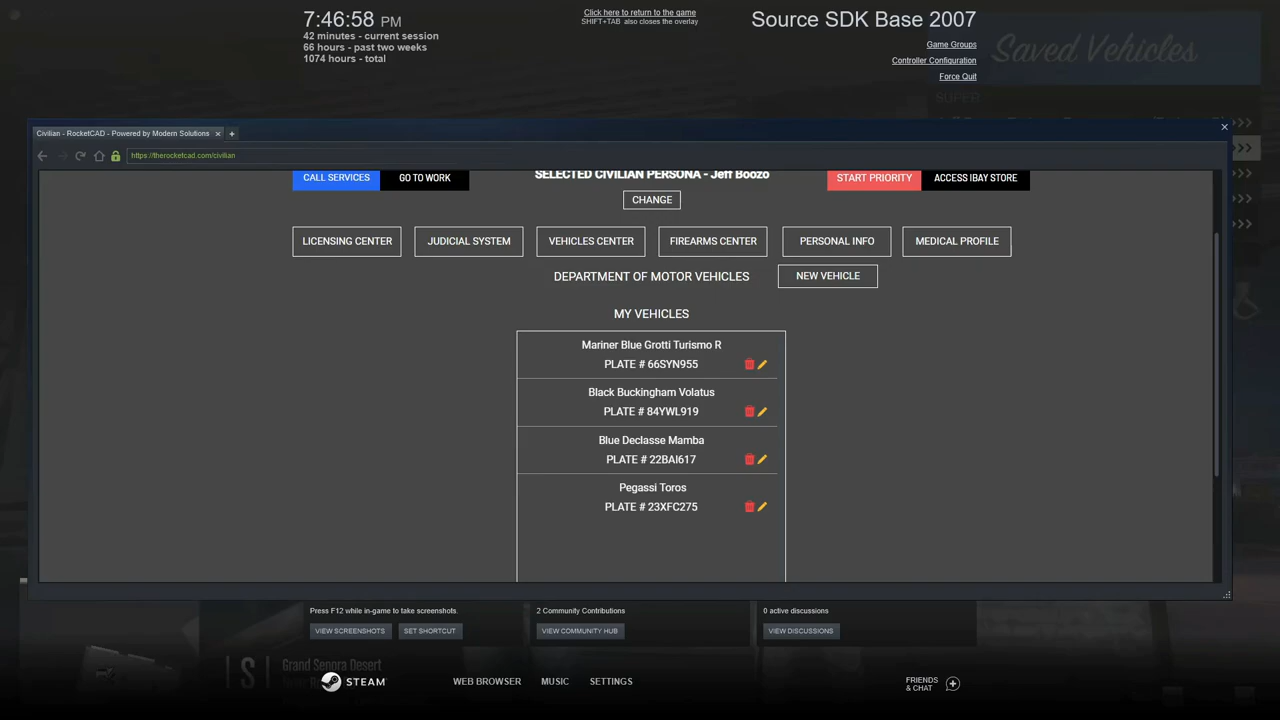 7:46:58 PM
42 minutes - current session
66 hours - past two weeks
1074 hours - total
Click here to return to the game
SHIFT+TAB also closes the overlay
Source SDK Base 2007
Game Groups
Controller Configuration
Force Quit
Saved Vehicles
SUPER
Civilian - RocketCAD - Powered by Modern Solutions
https://therocketcad.com/civilian
CALL SERVICES
GO TO WORK
SELECTED CIVILIAN PERSONA - Jeff Boozo
START PRIORITY
ACCESS IBAY STORE
CHANGE
LICENSING CENTER
JUDICIAL SYSTEM
VEHICLES CENTER
FIREARMS CENTER
PERSONAL INFO
MEDICAL PROFILE
DEPARTMENT OF MOTOR VEHICLES
NEW VEHICLE
MY VEHICLES
Mariner Blue Grotti Turismo R
PLATE # 66SYN955
Black Buckingham Volatus
PLATE # 84YWL919
Blue Declasse Mamba
PLATE # 22BAI617
Pegassi Toros
PLATE # 23XFC275
Press F12 while in-game to take screenshots.
VIEW SCREENSHOTS
SET SHORTCUT
2 Community Contributions
VIEW COMMUNITY HUB
0 active discussions
VIEW DISCUSSIONS
S
Grand Senora Desert
STEAM
WEB BROWSER
MUSIC
SETTINGS
FRIENDS
& CHAT